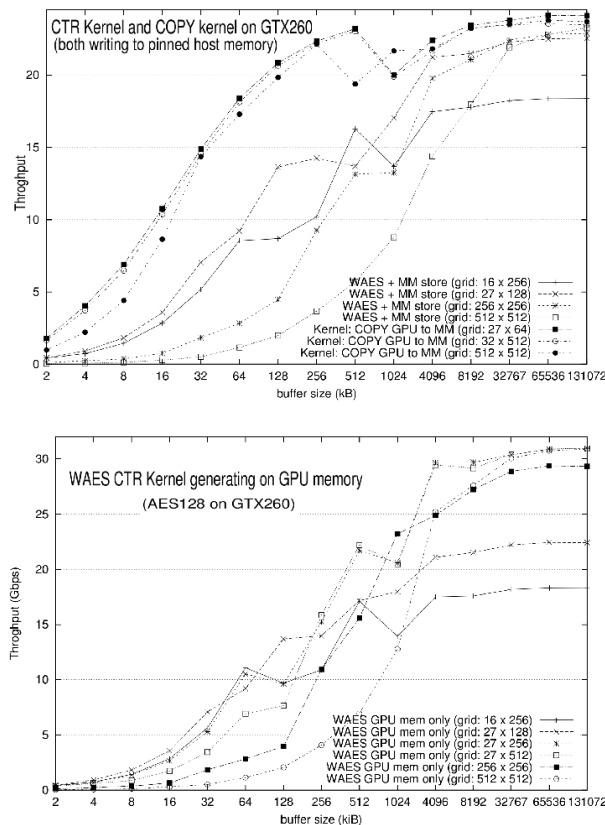 CTR Kernel and COPY kernel on GTX260
(both writing to pinned host memory)
Throghput
20
15
10
5
0
WAES + MM store (grid: 16 x 256)
WAES + MM store (grid: 27 x 128)
WAES + MM store (grid: 256 x 256)
WAES + MM store (grid: 512 x 512)
Kernel: COPY GPU to MM (grid: 27 x 64)
Kernel: COPY GPU to MM (grid: 32 x 512)
Kernel: COPY GPU to MM (grid: 512 x 512)
2 4 8 16 32 64 128 256 512 1024 4096 8192 32767 65536 131072
buffer size (kB)
WAES CTR Kernel generating on GPU memory
(AES128 on GTX260)
Throghput (Gbps)
30
25
20
15
10
5
0
WAES GPU mem only (grid: 16 x 256)
WAES GPU mem only (grid: 27 x 128)
WAES GPU mem only (grid: 27 x 256)
WAES GPU mem only (grid: 27 x 512)
WAES GPU mem only (grid: 256 x 256)
WAES GPU mem only (grid: 512 x 512)
2 4 8 16 32 64 128 256 512 1024 4096 8192 32767 65536 131072
buffer size (kiB)